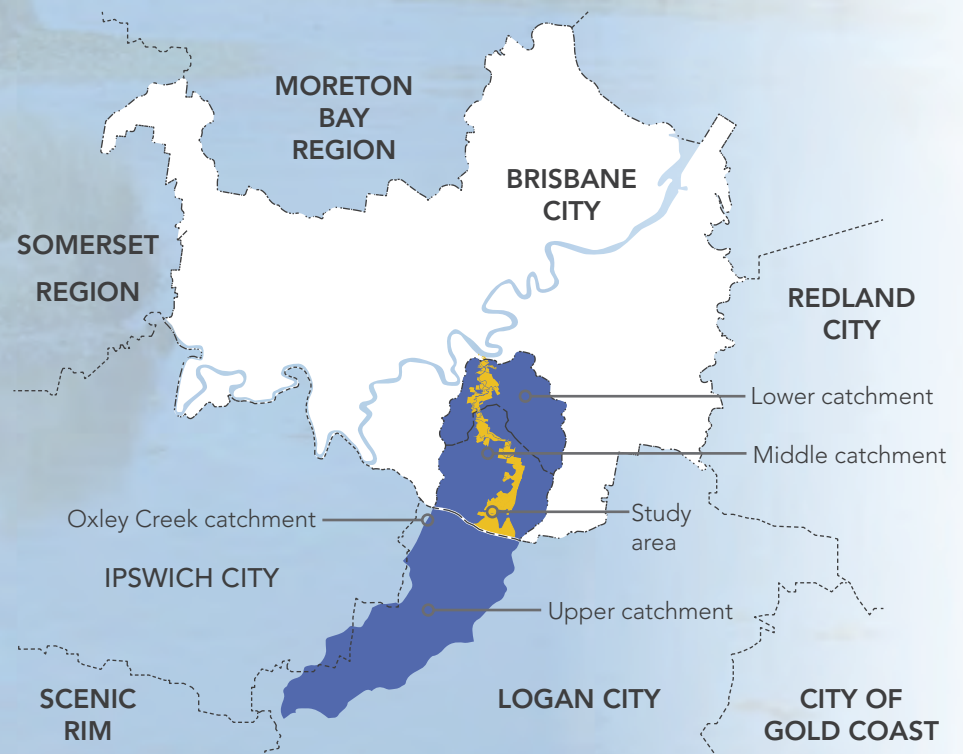 MORETON
BAY
REGION
BRISBANE
CITY
SOMERSET
REGION
REDLAND
CITY
Lower catchment
Middle catchment
Oxley Creek catchment
Study
area
IPSWICH CITY
Upper catchment
SCENIC
RIM
LOGAN CITY
CITY OF
GOLD COAST